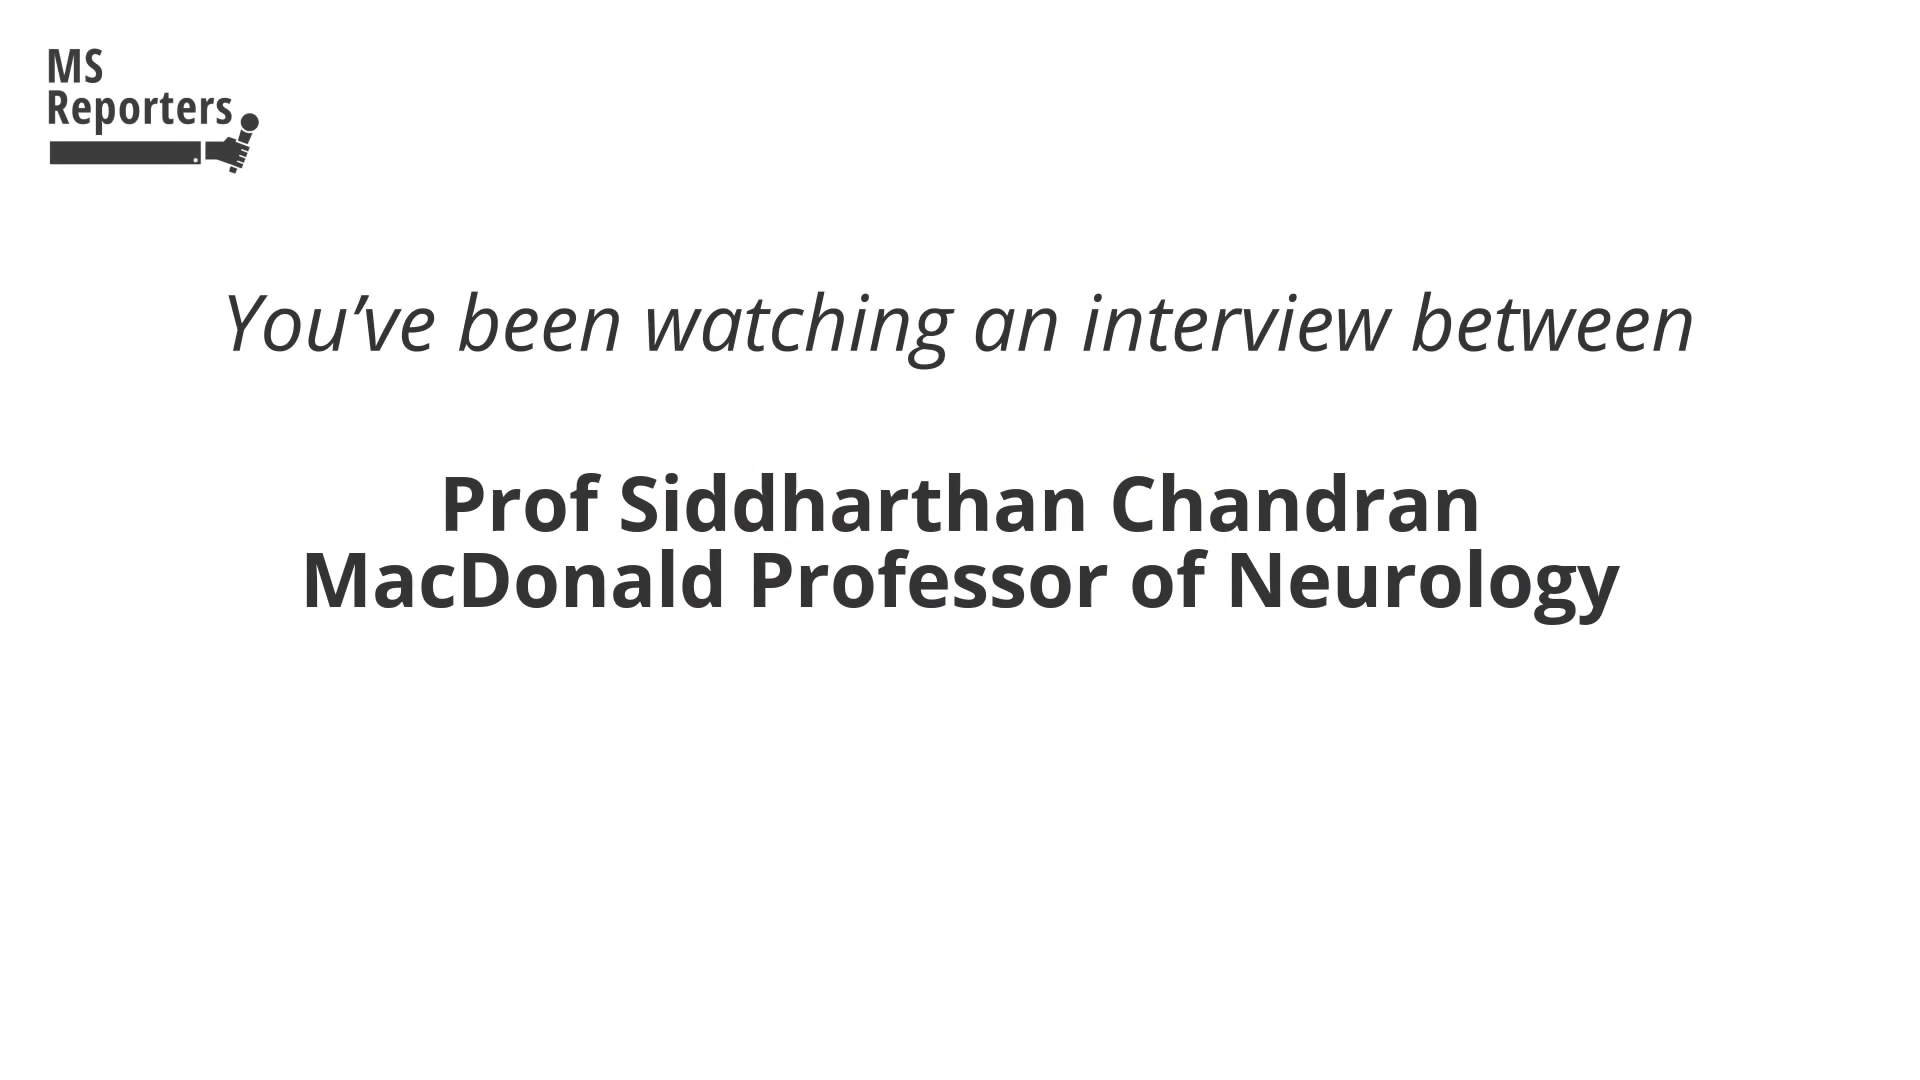 MS
Reporters
You’ve been watching an interview between
Prof Siddharthan Chandran
MacDonald Professor of Neurology